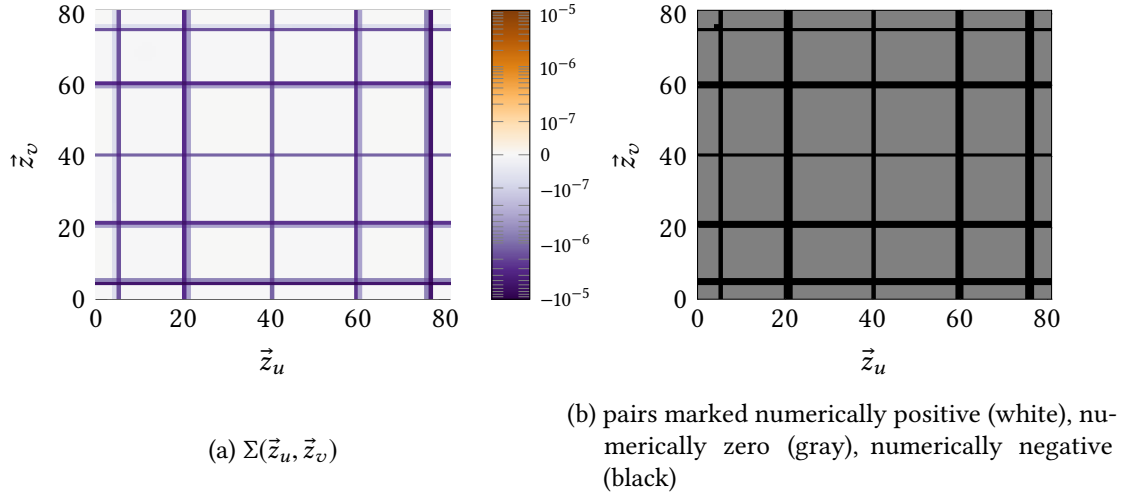 80
60
40
20
0
0 20 40 60 80
z⃗_v
z⃗_u
10^−5
10^−6
10^−7
0
−10^−7
−10^−6
−10^−5
(a) Σ(z⃗_u, z⃗_v)
80
60
40
20
0
0 20 40 60 80
z⃗_v
z⃗_u
(b) pairs marked numerically positive (white), nu-
merically zero (gray), numerically negative
(black)